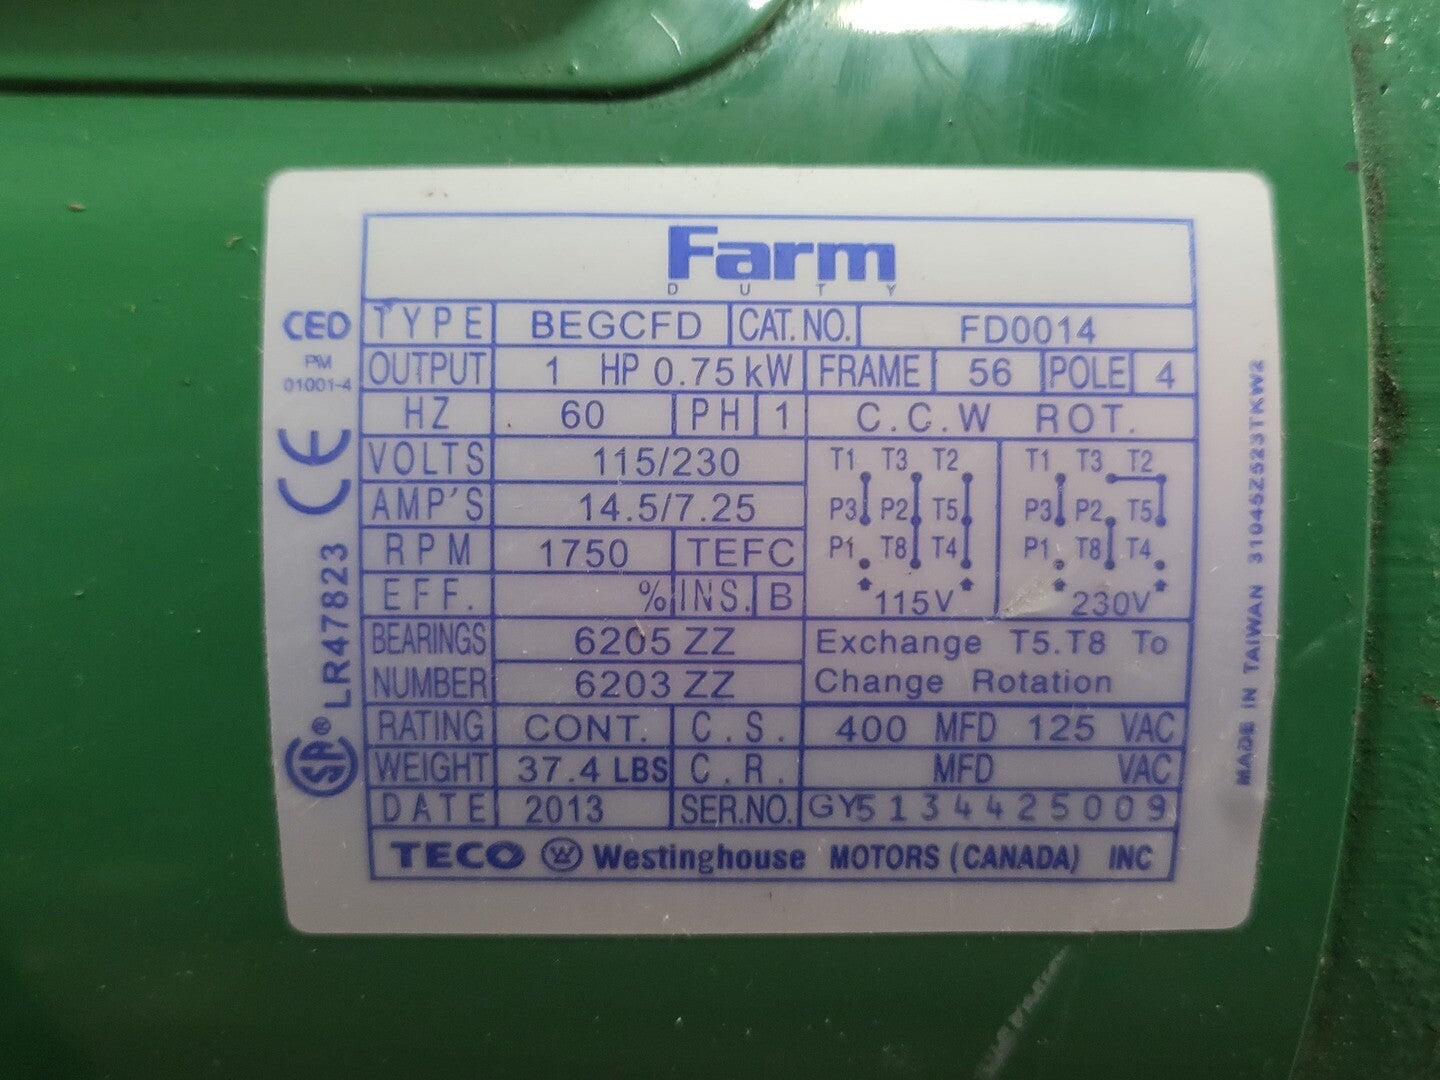 Farm
DUTY
TYPE BEGCFD CAT.NO. FD0014
OUTPUT 1 HP 0.75 kW FRAME 56 POLE 4
HZ 60 PH 1 C.C.W ROT.
VOLTS 115/230
AMP'S 14.5/7.25
RPM 1750 TEFC
EFF. % INS. B
T1 T3 T2
P3 P2 T5
P1 T8 T4
115V
T1 T3 T2
P3 P2 T5
P1 T8 T4
230V
BEARINGS 6205 ZZ
NUMBER 6203 ZZ
Exchange T5.T8 To
Change Rotation
RATING CONT. C.S. 400 MFD 125 VAC
WEIGHT 37.4 LBS C.R. MFD VAC
DATE 2013 SER.NO. GY5134425009
TECO W Westinghouse MOTORS (CANADA) INC
CED
PM
01001-4
CE
SA® LR47823
MADE IN TAIWAN 31045Z523TKW2